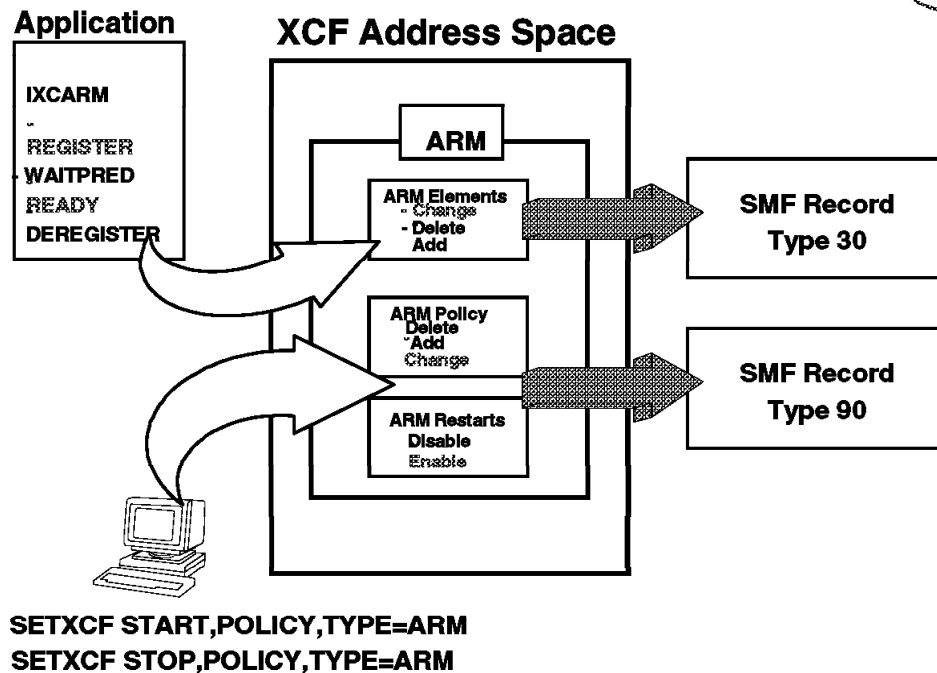 Application
XCF Address Space
IXCARM
-
REGISTER
- WAITPRED
READY
DEREGISTER
ARM
ARM Elements
- Change
- Delete
Add
SMF Record
Type 30
ARM Policy
Delete
Add
Change
ARM Restarts
Disable
Enable
SMF Record
Type 90
SETXCF START,POLICY,TYPE=ARM
SETXCF STOP,POLICY,TYPE=ARM